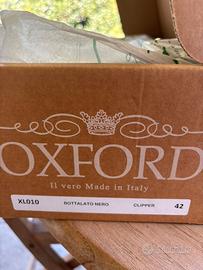 OXFORD
Il vero Made in Italy
XL010 BOTTALATO NERO CLIPPER 42